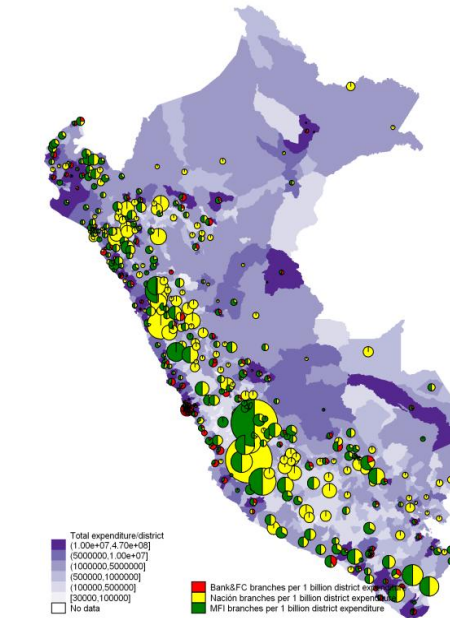 Total expenditure/district
(1.00e+07,4.70e+08]
(5000000,1.00e+07]
(1000000,5000000]
(500000,1000000]
(100000,500000]
[30000,100000]
No data
Bank&FC branches per 1 billion district expenditure
Nación branches per 1 billion district expenditure
MFI branches per 1 billion district expenditure